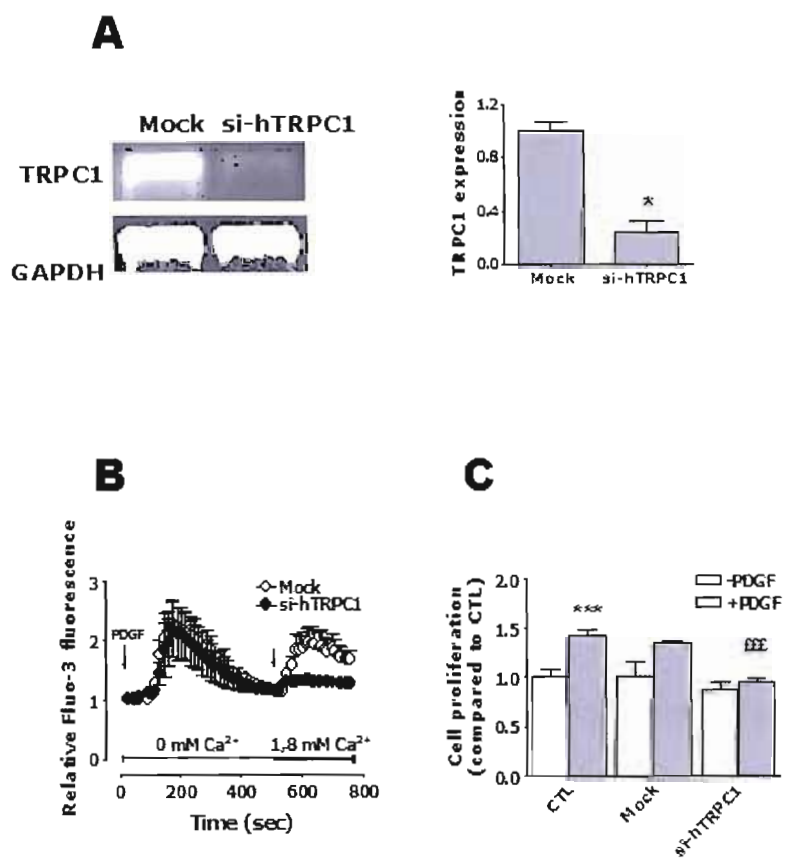 A
Mock si-hTRPC1
TRPC1
GAPDH
TRPC1 expression
1.2
0.8
0.4
0.0
Mock si-hTRPC1
*
B
Relative Fluo-3 fluorescence
3
2
1
0
PDGF
Mock
si-hTRPC1
0 mM Ca²⁺ 1,8 mM Ca²⁺
0 200 400 600 800
Time (sec)
C
Cell proliferation
(compared to CTL)
2.0
1.5
1.0
0.5
0.0
-PDGF
+PDGF
***
£££
CTL Mock si-hTRPC1